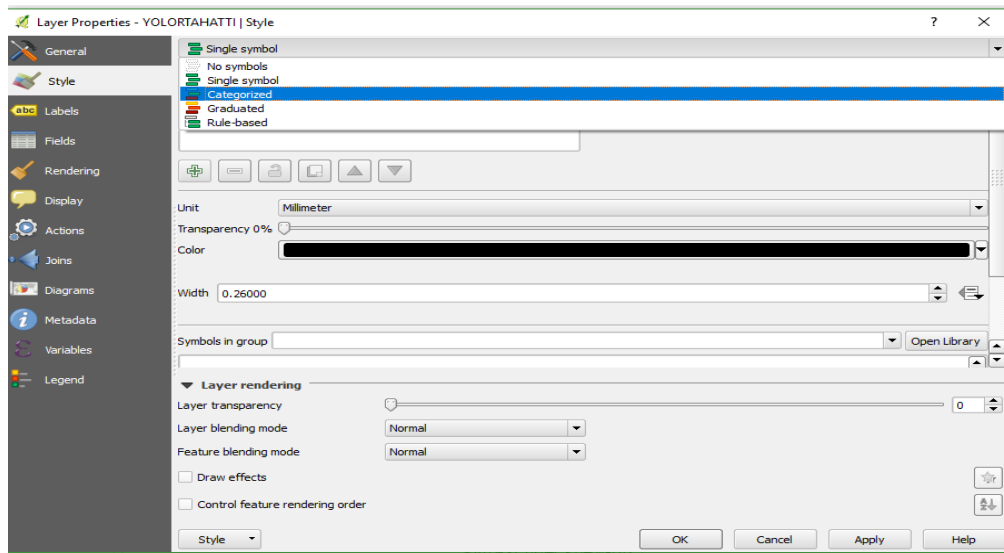 Layer Properties - YOLORTAHATTI | Style
?
General
Style
abc Labels
Fields
Rendering
Display
Actions
Joins
Diagrams
i Metadata
Variables
Legend
Single symbol
No symbols
Single symbol
Categorized
Graduated
Rule-based
Unit Millimeter
Transparency 0%
Color
Width 0.26000
Symbols in group Open Library
Layer rendering
Layer transparency 0
Layer blending mode Normal
Feature blending mode Normal
Draw effects
Control feature rendering order
Style OK Cancel Apply Help